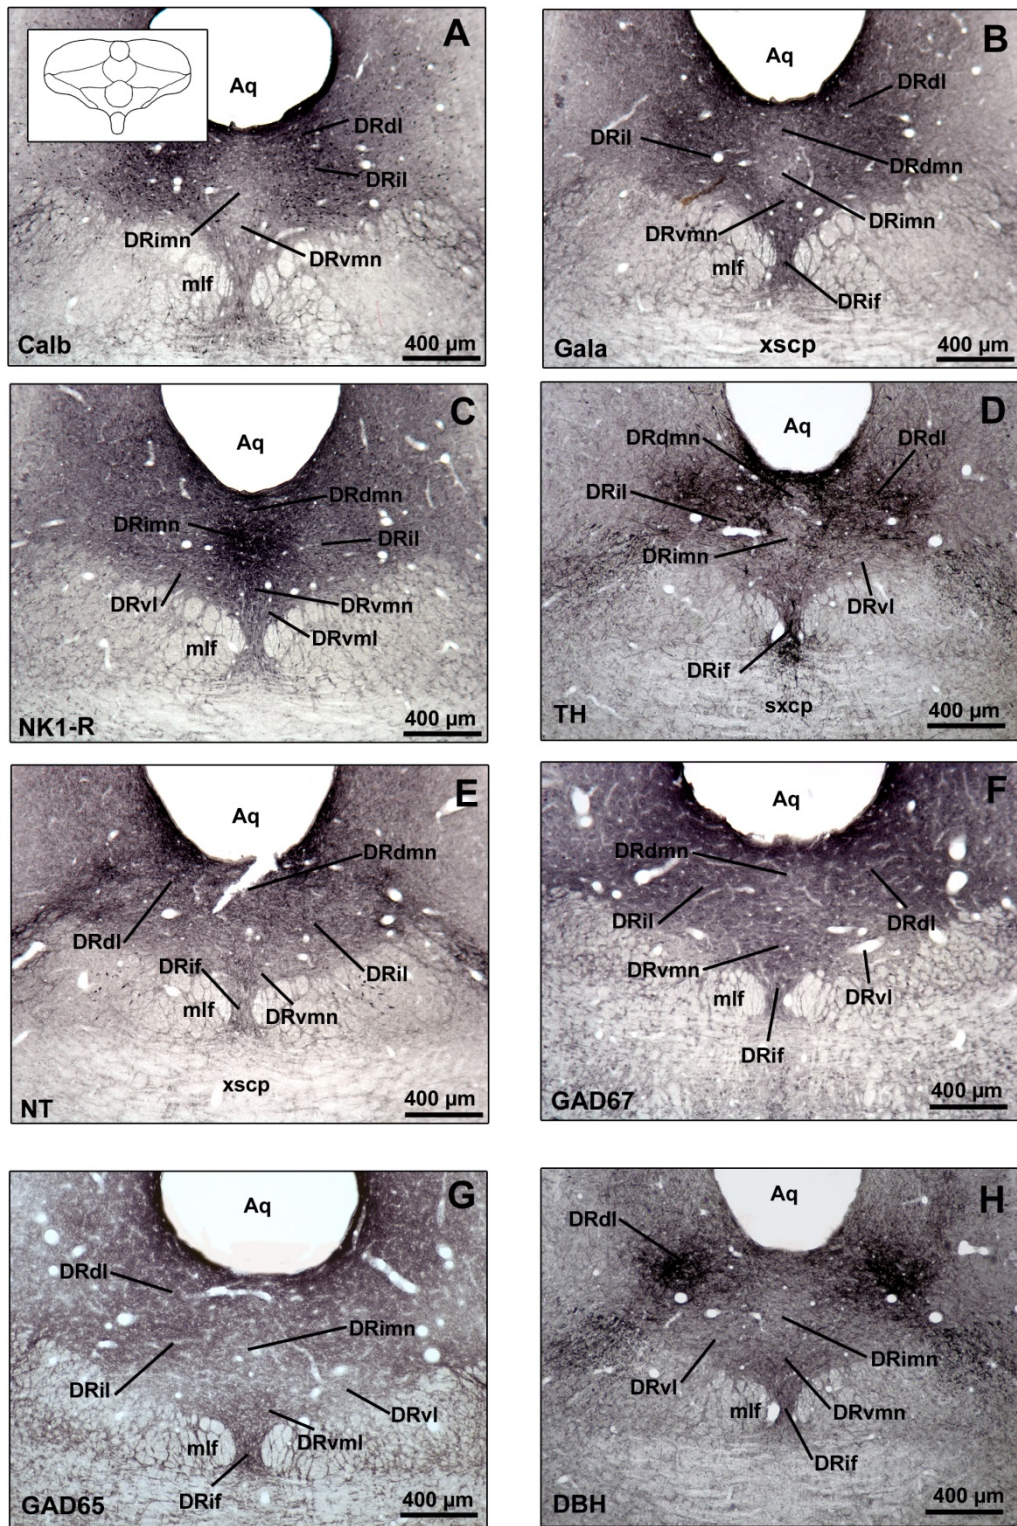 A
Aq
DRdl
DRil
DRimn
DRvmn
mlf
Calb
400 µm
B
Aq
DRdl
DRil
DRdmn
DRvmn
DRimn
mlf
DRif
Gala
xscp
400 µm
C
Aq
DRdmn
DRimn
DRil
DRvl
DRvmn
DRvml
mlf
NK1-R
400 µm
D
Aq
DRdmn
DRdl
DRil
DRimn
DRvl
DRif
sxcp
TH
400 µm
E
Aq
DRdmn
DRdl
DRil
DRif
DRvmn
mlf
xscp
NT
400 µm
F
Aq
DRdmn
DRil
DRdl
DRvmn
DRvl
mlf
DRif
GAD67
400 µm
G
Aq
DRdl
DRimn
DRil
DRvl
DRvml
mlf
DRif
GAD65
400 µm
H
Aq
DRdl
DRimn
DRvl
DRvmn
mlf
DRif
DBH
400 µm